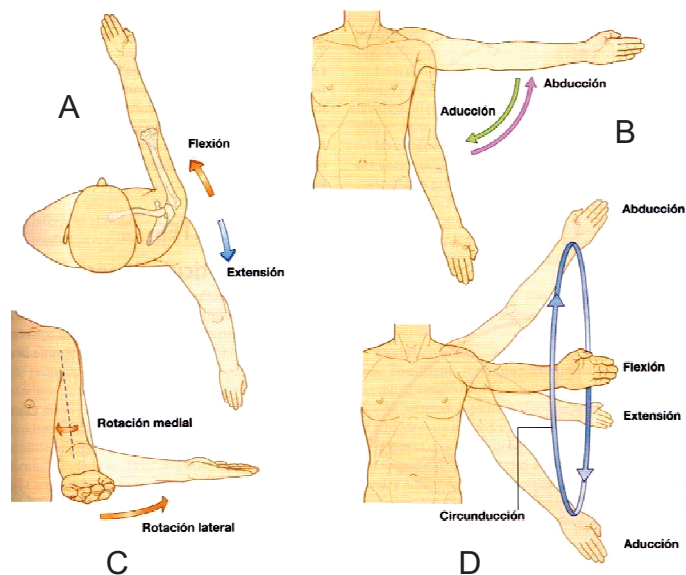 A
Flexión
Extensión
Abducción
Aducción
B
Rotación medial
Rotación lateral
C
Abducción
Flexión
Extensión
Circunducción
Aducción
D